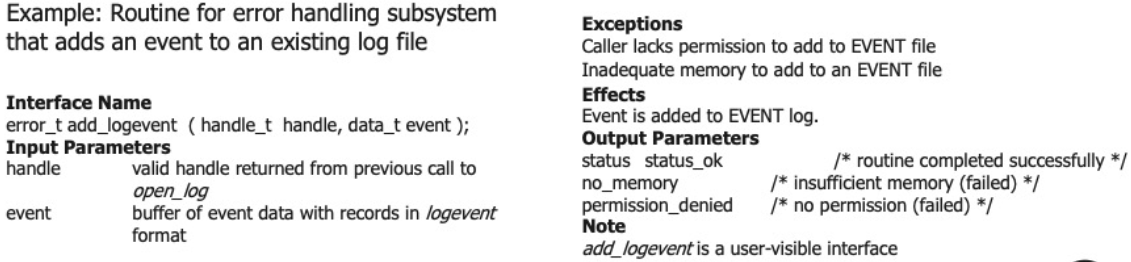 Example: Routine for error handling subsystem
that adds an event to an existing log file
Interface Name
error_t add_logevent ( handle_t handle, data_t event );
Input Parameters
handle valid handle returned from previous call to
open_log
event buffer of event data with records in logevent
format
Exceptions
Caller lacks permission to add to EVENT file
Inadequate memory to add to an EVENT file
Effects
Event is added to EVENT log.
Output Parameters
status status_ok /* routine completed successfully */
no_memory /* insufficient memory (failed) */
permission_denied /* no permission (failed) */
Note
add_logevent is a user-visible interface